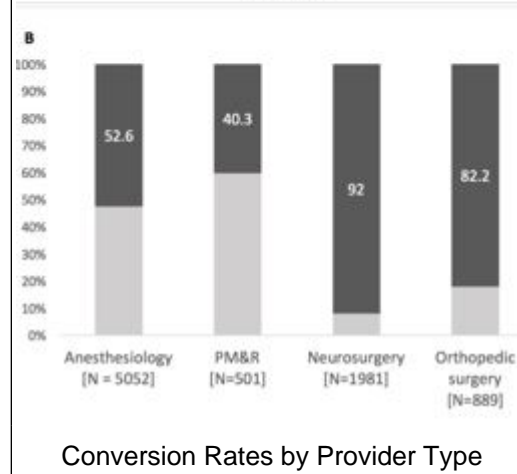 B
100%
90%
80%
70%
60%
50%
40%
30%
20%
10%
0%
52.6
40.3
92
82.2
Anesthesiology
[N = 5052]
PM&R
[N=501]
Neurosurgery
[N=1981]
Orthopedic
surgery
[N=889]
Conversion Rates by Provider Type